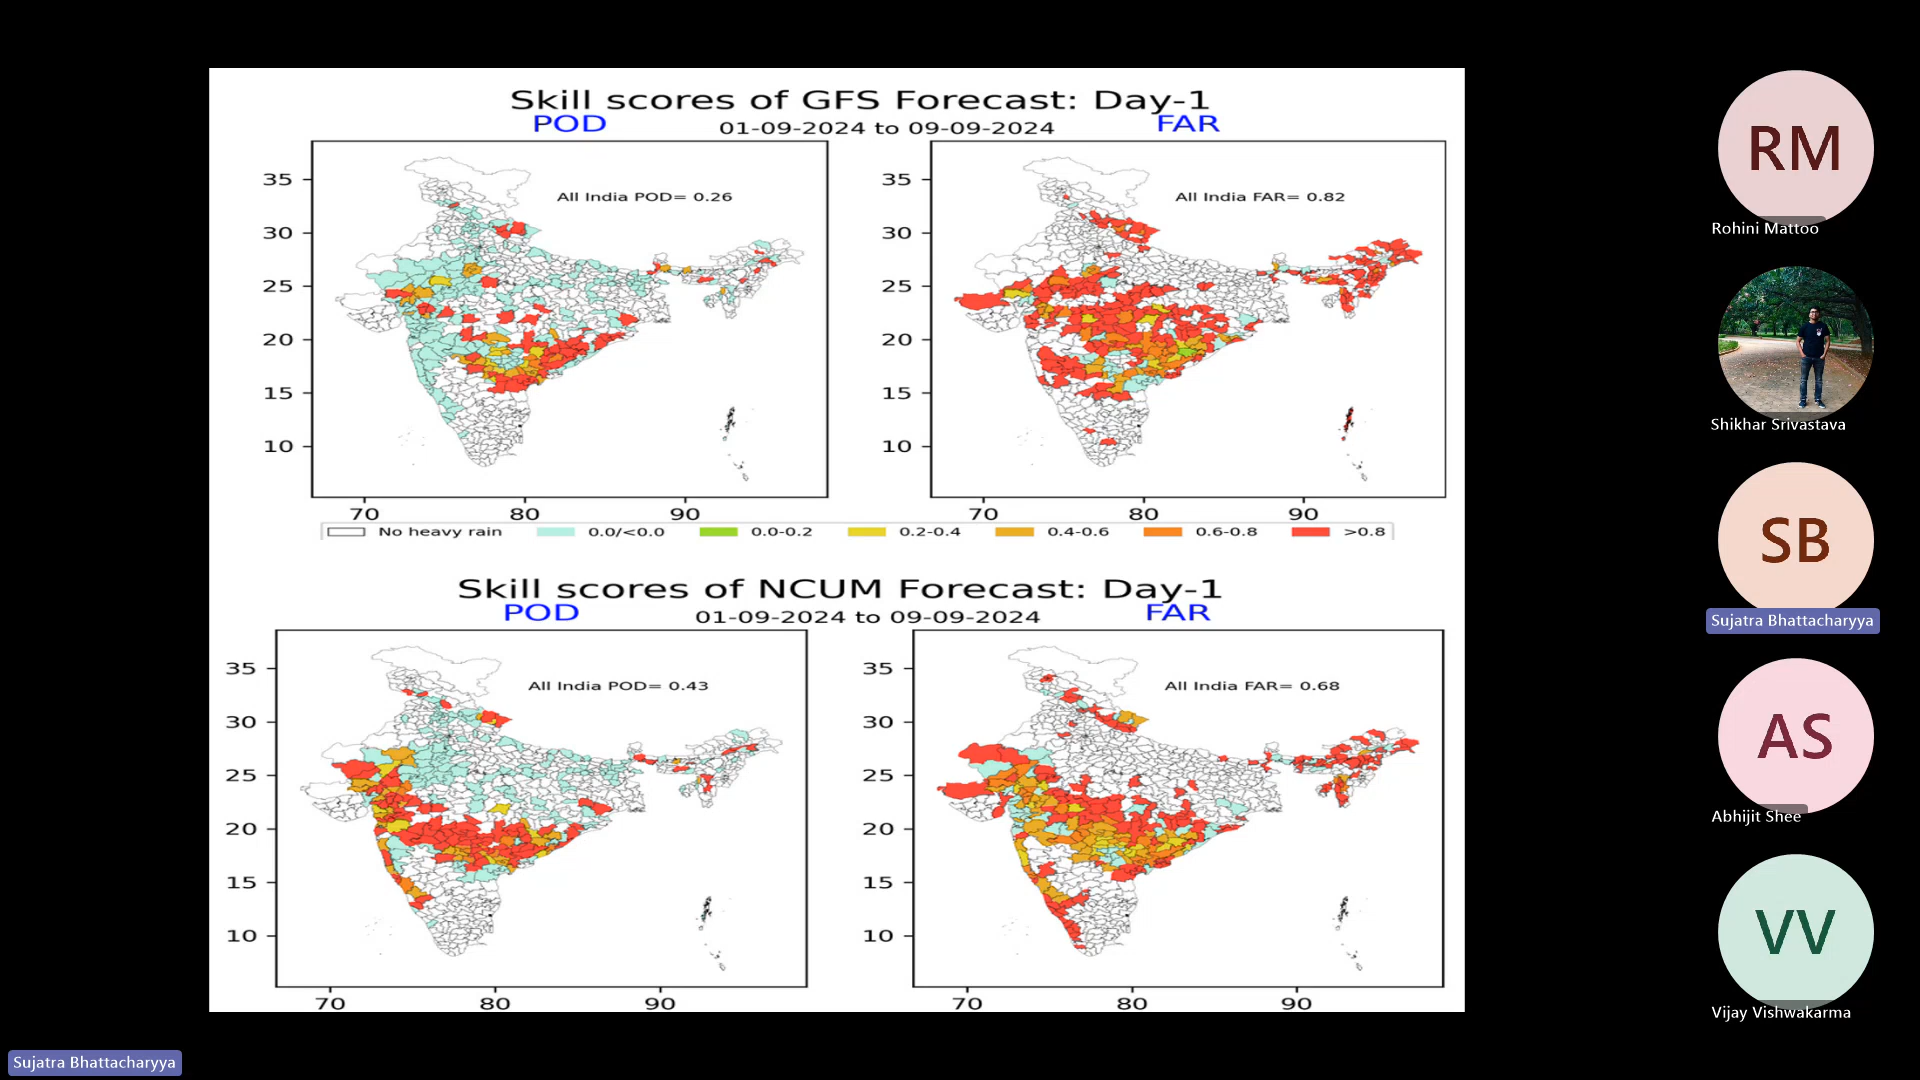 Skill scores of GFS Forecast: Day-1
POD 01-09-2024 to 09-09-2024 FAR
All India POD= 0.26
35
30
25
20
15
10
70 80 90
All India FAR= 0.82
35
30
25
20
15
10
70 80 90
No heavy rain 0.0/<0.0 0.0-0.2 0.2-0.4 0.4-0.6 0.6-0.8 >0.8
Skill scores of NCUM Forecast: Day-1
POD 01-09-2024 to 09-09-2024 FAR
All India POD= 0.43
35
30
25
20
15
10
70 80 90
All India FAR= 0.68
35
30
25
20
15
10
70 80 90
RM
Rohini Mattoo
Shikhar Srivastava
SB
Sujatra Bhattacharyya
AS
Abhijit Shee
VV
Vijay Vishwakarma
Sujatra Bhattacharyya